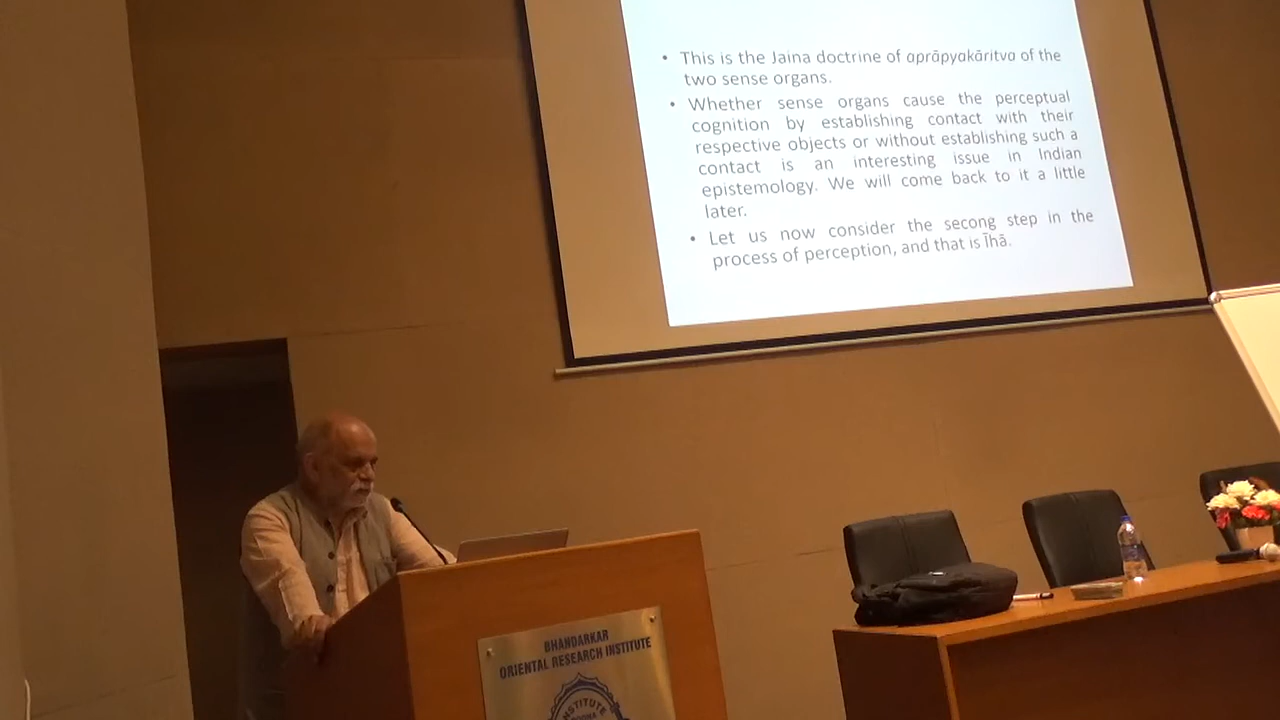 • This is the Jaina doctrine of aprāpyakāritva of the
two sense organs.
• Whether sense organs cause the perceptual
cognition by establishing contact with their
respective objects or without establishing such a
contact is an interesting issue in Indian
epistemology. We will come back to it a little
later.
• Let us now consider the secong step in the
process of perception, and that is Īhā.
BHANDARKAR
ORIENTAL RESEARCH INSTITUTE
INSTITUTE